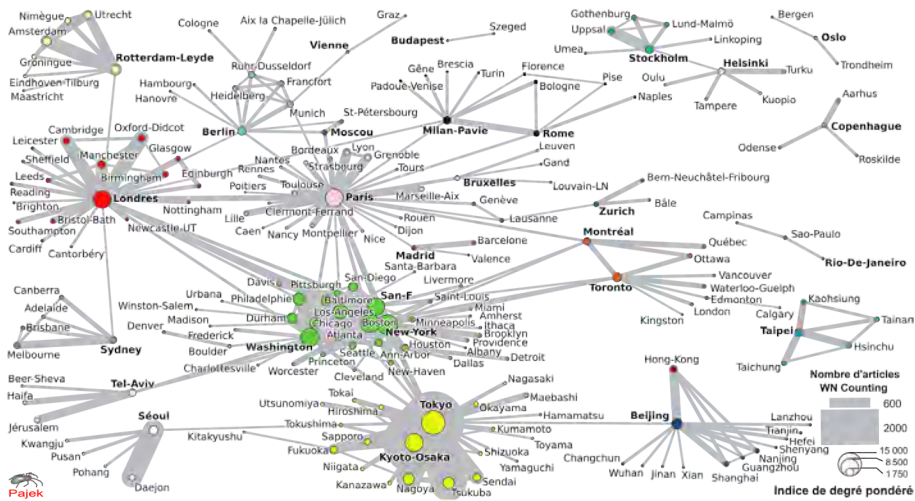 Nimègue
Utrecht
Amsterdam
Groningue
Rotterdam-Leyde
Eindhoven-Tilburg
Maastricht
Cologne
Aix la Chapelle-Jülich
Graz
Vienne
Budapest
Szeged
Ruhr-Dusseldorf
Hambourg
Hanovre
Francfort
Heidelberg
Munich
Berlin
Moscou
St-Pétersbourg
Gêne
Brescia
Turin
Padoue-Venise
Florence
Bologne
Pise
Naples
Milan-Pavie
Rome
Gothenburg
Uppsal
Lund-Malmö
Umea
Linkoping
Stockholm
Helsinki
Oulu
Turku
Tampere
Kuopio
Bergen
Oslo
Trondheim
Aarhus
Copenhague
Odense
Roskilde
Cambridge
Oxford-Didcot
Leicester
Sheffield
Manchester
Glasgow
Leeds
Birmingham
Edinburgh
Reading
Londres
Brighton
Nottingham
Bristol-Bath
Southampton
Newcastle-UT
Cardiff
Cantorbéry
Bordeaux
Lyon
Nantes
Grenoble
Strasbourg
Rennes
Tours
Poitiers
Toulouse
Paris
Marseille-Aix
Clermont-Ferrand
Lille
Rouen
Caen
Dijon
Nancy
Montpellier
Nice
Leuven
Gand
Bruxelles
Louvain-LN
Genève
Lausanne
Bern-Neuchâtel-Fribourg
Bâle
Zurich
Madrid
Barcelone
Valence
Montréal
Québec
Ottawa
Toronto
Vancouver
Waterloo-Guelph
Edmonton
Calgary
London
Kingston
Campinas
Sao-Paulo
Rio-De-Janeiro
Santa-Barbara
Livermore
Davis
Pittsburgh
San-Diego
Urbana
Philadelphie
Baltimore
San-F
Saint-Louis
Winston-Salem
Los-Angeles
Miami
Madison
Durham
Chicago
Boston
Minneapolis
Amherst
Denver
Atlanta
New-York
Ithaca
Frederick
Brooklyn
Washington
Houston
Providence
Boulder
Seattle
Ann-Arbor
Albany
Charlottesville
Princeton
Dallas
Detroit
Worcester
New-Haven
Cleveland
Canberra
Adelaide
Brisbane
Melbourne
Sydney
Beer-Sheva
Tel-Aviv
Haifa
Jérusalem
Séoul
Kwangju
Pusan
Pohang
Daejon
Kitakyushu
Tokai
Tokyo
Nagasaki
Utsunomiya
Maebashi
Hiroshima
Okayama
Tokushima
Hamamatsu
Kumamoto
Sapporo
Toyama
Fukuoka
Kyoto-Osaka
Shizuoka
Niigata
Yamaguchi
Kanazawa
Sendai
Nagoya
Tsukuba
Kaohsiung
Taipei
Tainam
Hsinchu
Taichung
Hong-Kong
Beijing
Lanzhou
Tianjin
Hefei
Shenyang
Nanjing
Guangzhou
Shanghai
Changchun
Wuhan
Jinan
Xian
Nombre d'articles
WN Counting
600
2000
15 000
8 500
1 750
Indice de degré pondéré
Pajek